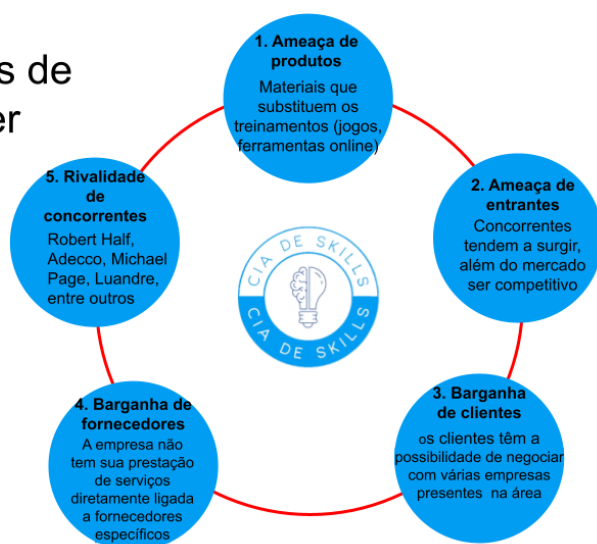 s de
er
1. Ameaça de
produtos
Materiais que
substituem os
treinamentos (jogos,
ferramentas online)
2. Ameaça de
entrantes
Concorrentes
tendem a surgir,
além do mercado
ser competitivo
3. Barganha
de clientes
os clientes têm a
possibilidade de negociar
com várias empresas
presentes na área
4. Barganha de
fornecedores
A empresa não
tem sua prestação
de serviços
diretamente ligada
a fornecedores
específicos
5. Rivalidade
de
concorrentes
Robert Half,
Adecco, Michael
Page, Luandre,
entre outros
CIA DE SKILLS
CIA DE SKILLS